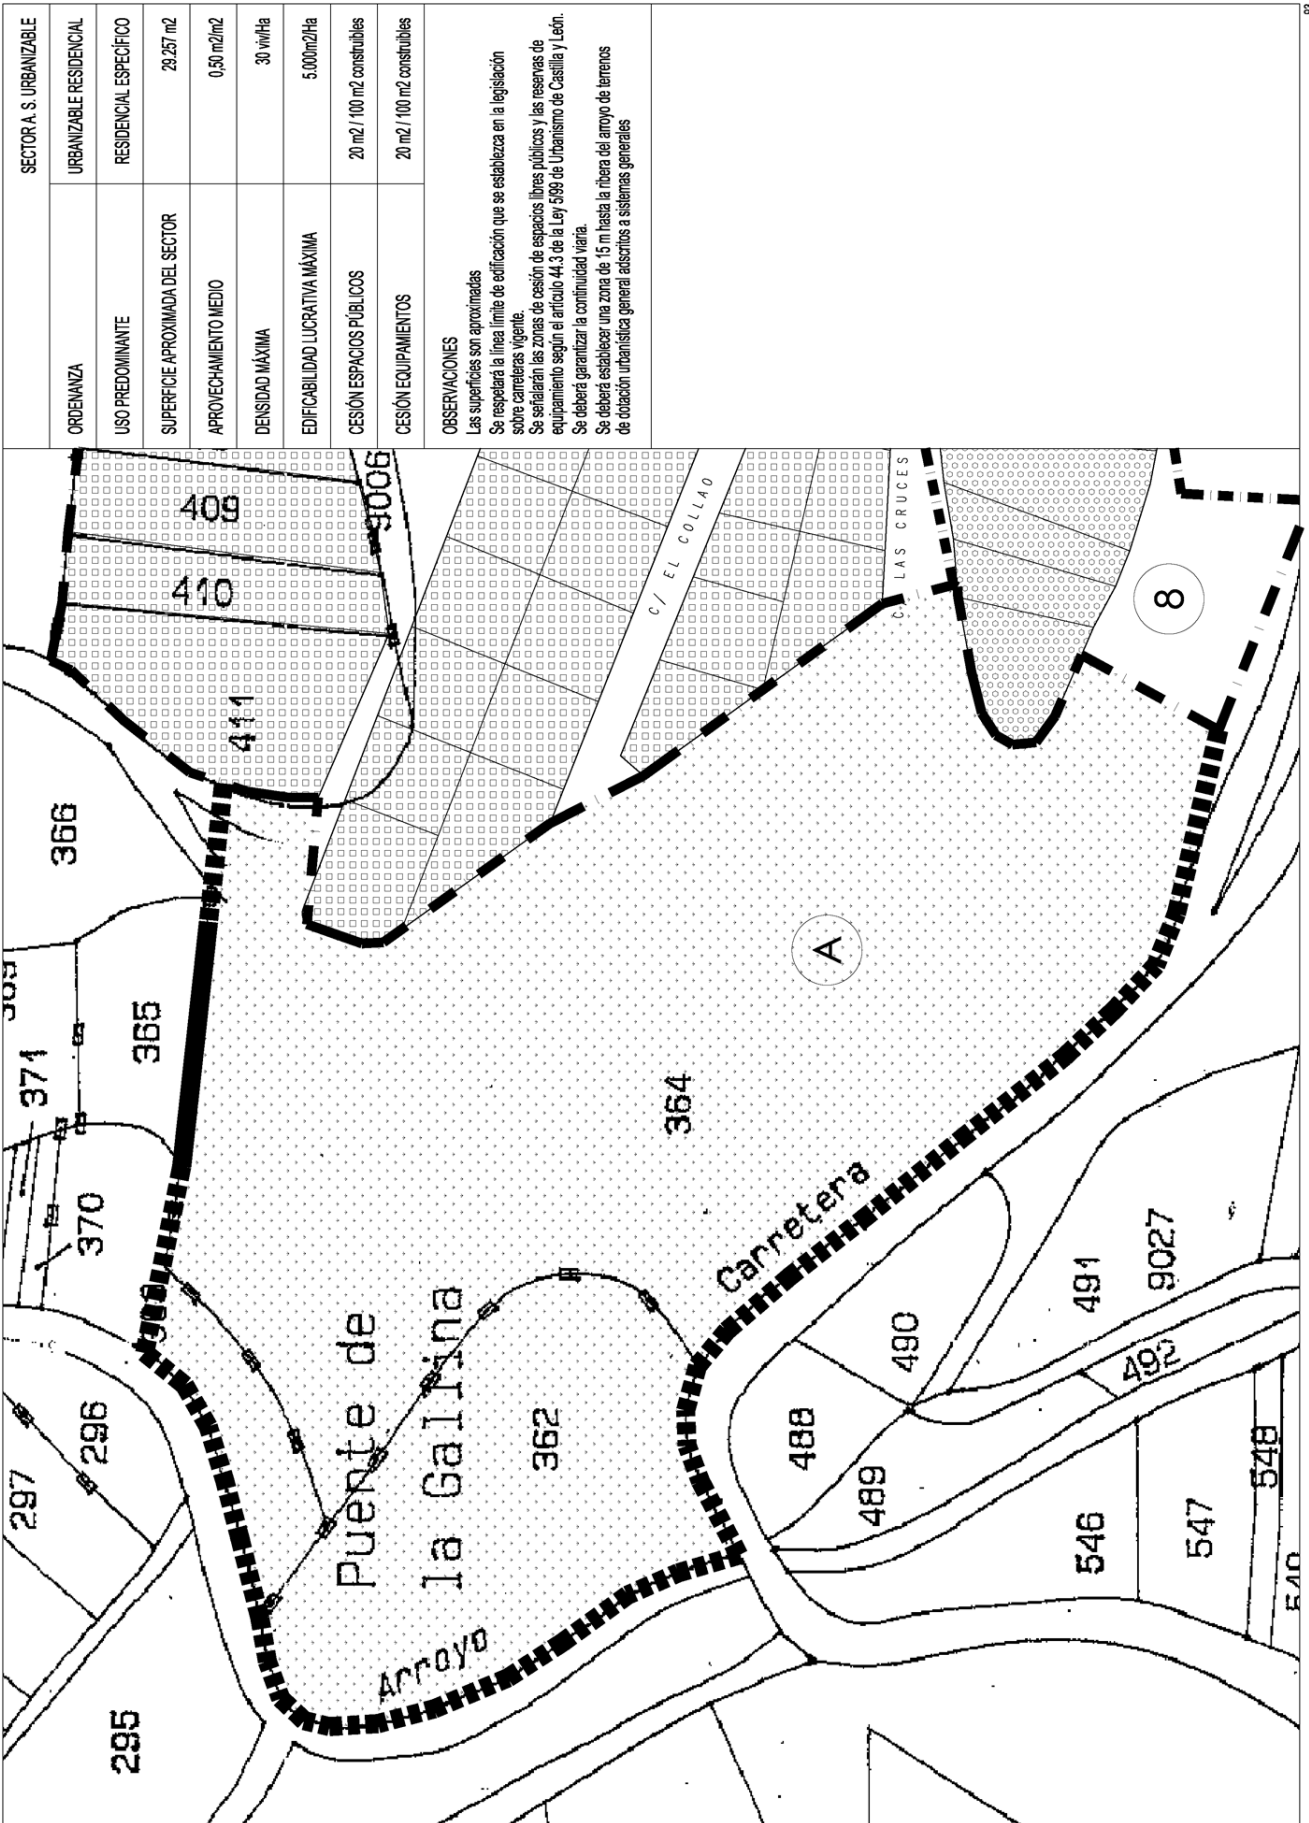 SECTOR A. S. URBANIZABLE
ORDENANZA URBANIZABLE RESIDENCIAL
USO PREDOMINANTE RESIDENCIAL ESPECÍFICO
SUPERFICIE APROXIMADA DEL SECTOR 29.257 m2
APROVECHAMIENTO MEDIO 0,50 m2/m2
DENSIDAD MÁXIMA 30 viv/Ha
EDIFICABILIDAD LUCRATIVA MÁXIMA 5.000m2/Ha
CESIÓN ESPACIOS PÚBLICOS 20 m2 / 100 m2 construibles
CESIÓN EQUIPAMIENTOS 20 m2 / 100 m2 construibles
OBSERVACIONES
Las superficies son aproximadas
Se respetará la línea límite de edificación que se establezca en la legislación
sobre carreteras vigente.
Se señalarán las zonas de cesión de espacios libres públicos y las reservas de
equipamiento según el artículo 44.3 de la Ley 5/99 de Urbanismo de Castilla y León.
Se deberá garantizar la continuidad viaria.
Se deberá establecer una zona de 15 m hasta la ribera del arroyo de terrenos
de dotación urbanística general adscritos a sistemas generales
409
410
411
9006
C/ EL COLLAO
C/ LAS CRUCES
8
366
365
371
370
A
364
Carretera
Puente de
la Gallina
362
Arroyo
297
296
295
490
491
9027
492
488
489
546
547
548